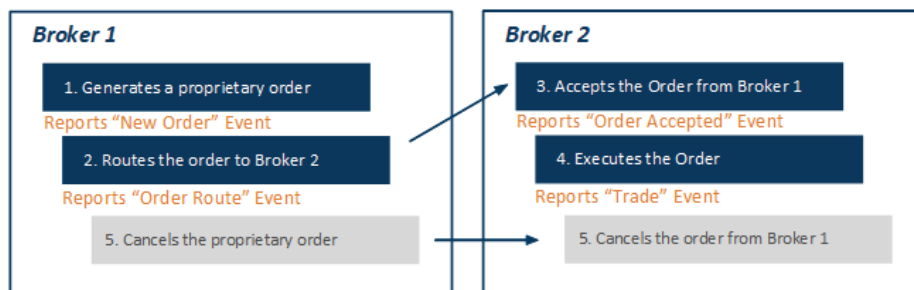 Broker 1
1. Generates a proprietary order
Reports “New Order” Event
2. Routes the order to Broker 2
Reports “Order Route” Event
5. Cancels the proprietary order
Broker 2
3. Accepts the Order from Broker 1
Reports “Order Accepted” Event
4. Executes the Order
Reports “Trade” Event
5. Cancels the order from Broker 1